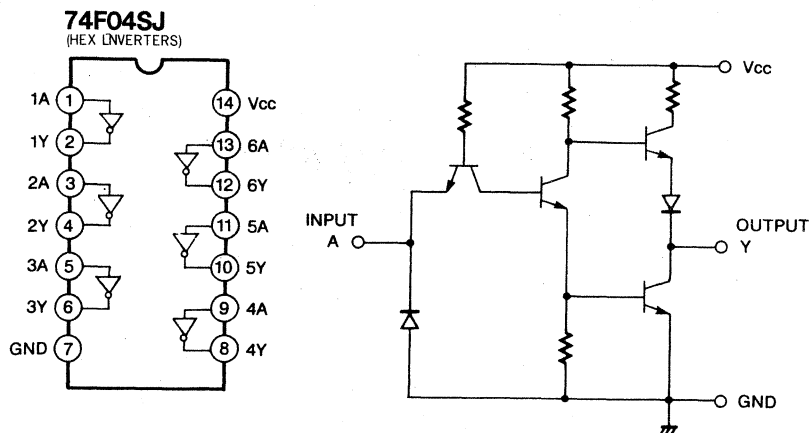 74F04SJ
(HEX LNVERTERS)
1A 1
1Y 2
2A 3
2Y 4
3A 5
3Y 6
GND 7
14 Vcc
13 6A
12 6Y
11 5A
10 5Y
9 4A
8 4Y
Vcc
INPUT
A
OUTPUT
Y
GND